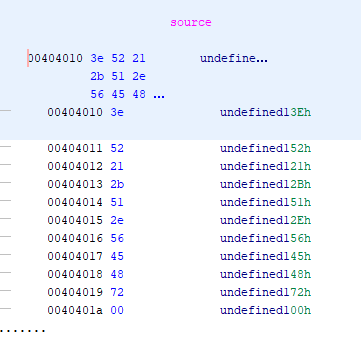 source
00404010 3e 52 21 undefine...
2b 51 2e
56 45 48 ...
00404010 3e undefined13Eh
00404011 52 undefined152h
00404012 21 undefined121h
00404013 2b undefined12Bh
00404014 51 undefined151h
00404015 2e undefined12Eh
00404016 56 undefined156h
00404017 45 undefined145h
00404018 48 undefined148h
00404019 72 undefined172h
0040401a 00 undefined100h